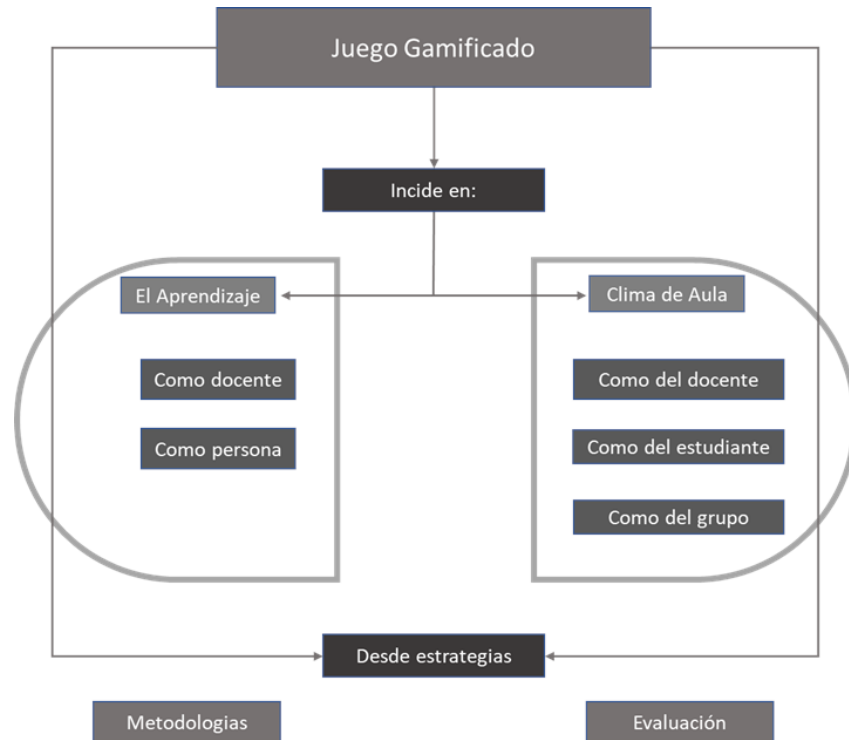 Juego Gamificado
Incide en:
El Aprendizaje
Clima de Aula
Como docente
Como del docente
Como persona
Como del estudiante
Como del grupo
Desde estrategias
Metodologias
Evaluación